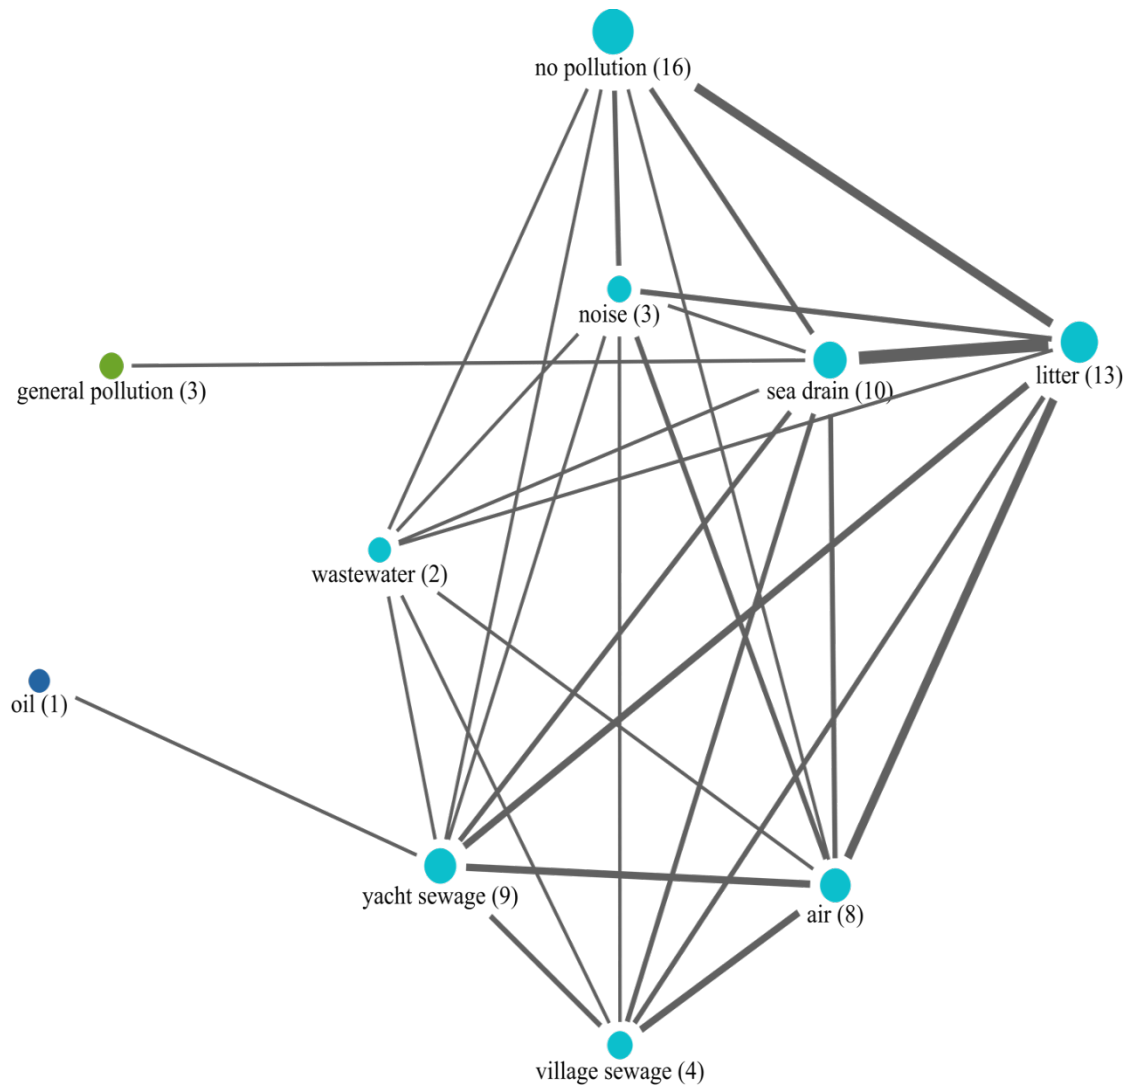 no pollution (16)
noise (3)
general pollution (3)
sea drain (10)
litter (13)
wastewater (2)
oil (1)
yacht sewage (9)
air (8)
village sewage (4)